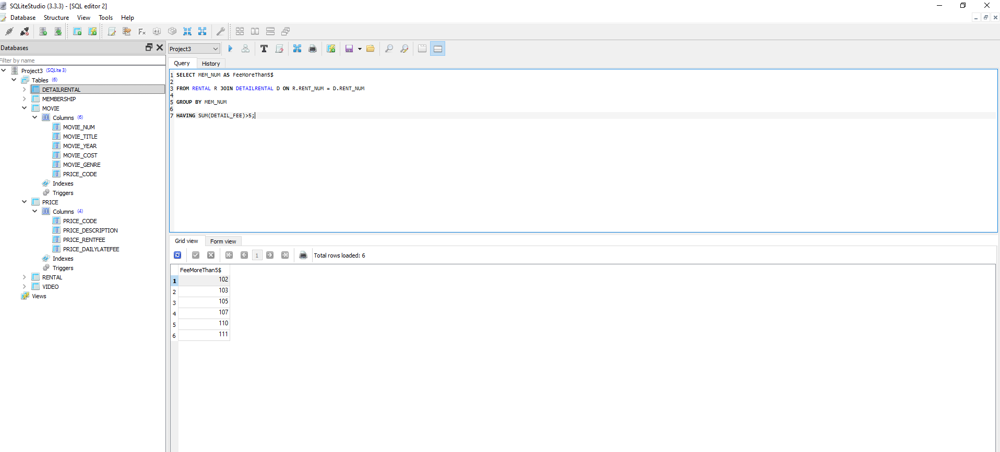 SQLiteStudio (3.3.3) - [SQL editor 2]
Database Structure View Tools Help
Databases
Filter by name
Project3 (SQLite 3)
Tables (6)
DETAILRENTAL
MEMBERSHIP
MOVIE
Columns (6)
MOVIE_NUM
MOVIE_TITLE
MOVIE_YEAR
MOVIE_COST
MOVIE_GENRE
PRICE_CODE
Indexes
Triggers
PRICE
Columns (4)
PRICE_CODE
PRICE_DESCRIPTION
PRICE_RENTFEE
PRICE_DAILYLATEFEE
Indexes
Triggers
RENTAL
VIDEO
Views
Project3
Query History
1 SELECT MEM_NUM AS FeeMoreThan5$
2
3 FROM RENTAL R JOIN DETAILRENTAL D ON R.RENT_NUM = D.RENT_NUM
4
5 GROUP BY MEM_NUM
6
7 HAVING SUM(DETAIL_FEE)>5;
Grid view Form view
1 Total rows loaded: 6
FeeMoreThan5$
1 102
2 103
3 105
4 107
5 110
6 111